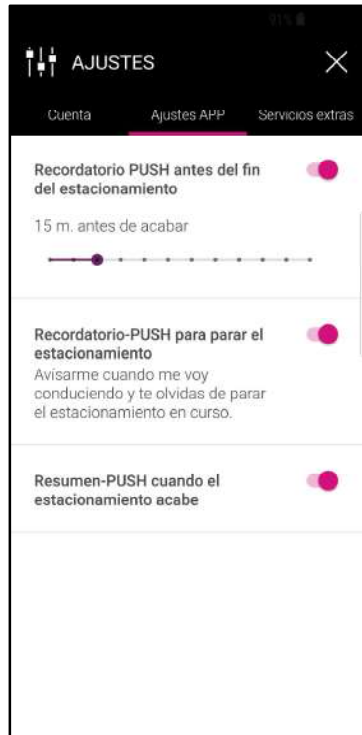 91%
AJUSTES
Cuenta Ajustes APP Servicios extras
Recordatorio PUSH antes del fin
del estacionamiento
15 m. antes de acabar
Recordatorio-PUSH para parar el
estacionamiento
Avisarme cuando me voy
conduciendo y te olvidas de parar
el estacionamiento en curso.
Resumen-PUSH cuando el
estacionamiento acabe